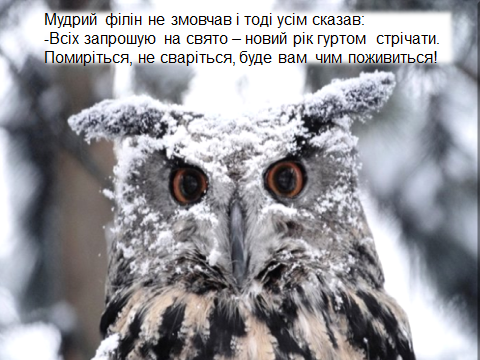 Мудрий філін не змовчав і тоді усім сказав:
-Всіх запрошую на свято – новий рік гуртом стрічати.
Помиріться, не сваріться, буде вам чим поживиться!